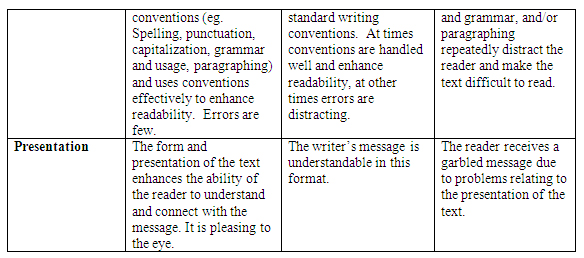 conventions (eg.
Spelling, punctuation,
capitalization, grammar
and usage, paragraphing)
and uses conventions
effectively to enhance
readability.  Errors are
few.
standard writing
conventions.  At times
conventions are handled
well and enhance
readability, at other
times errors are
distracting.
and grammar, and/or
paragraphing
repeatedly distract the
reader and make the
text difficult to read.
Presentation
The form and
presentation of the text
enhances the ability of
the reader to understand
and connect with the
message. It is pleasing to
the eye.
The writer's message is
understandable in this
format.
The reader receives a
garbled message due
to problems relating to
the presentation of the
text.